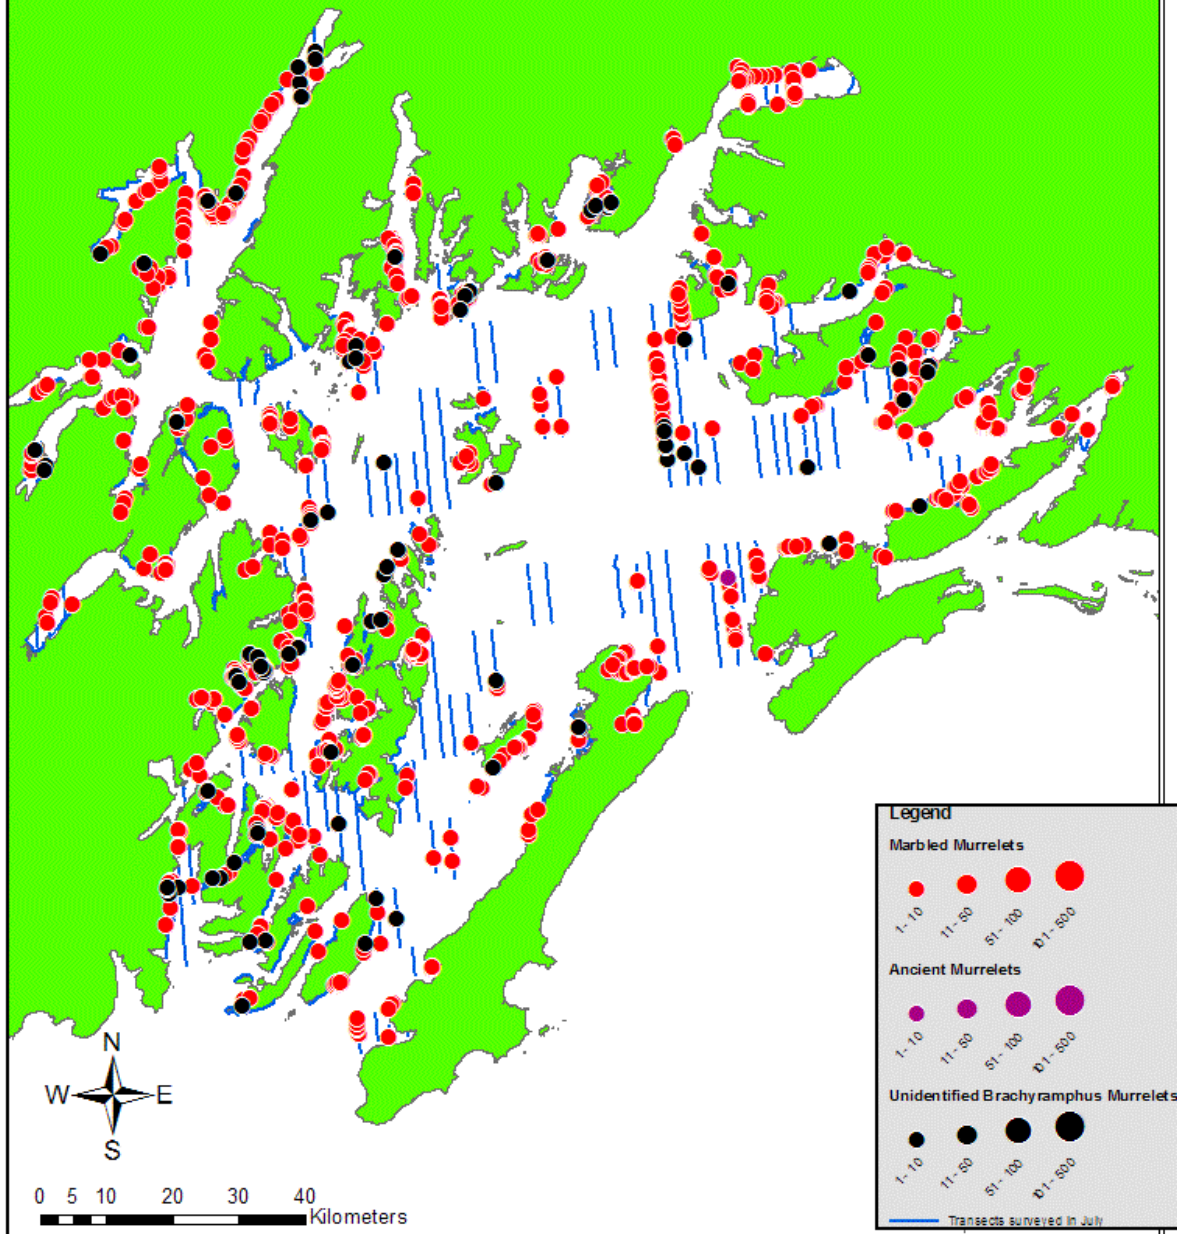 Legend
Marbled Murrelets
1 - 10 11 - 50 51 - 100 101 - 500
Ancient Murrelets
1 - 10 11 - 50 51 - 100 101 - 500
Unidentified Brachyramphus Murrelets
1 - 10 11 - 50 51 - 100 101 - 500
Transects surveyed in July
N
W E
S
0 5 10 20 30 40
Kilometers